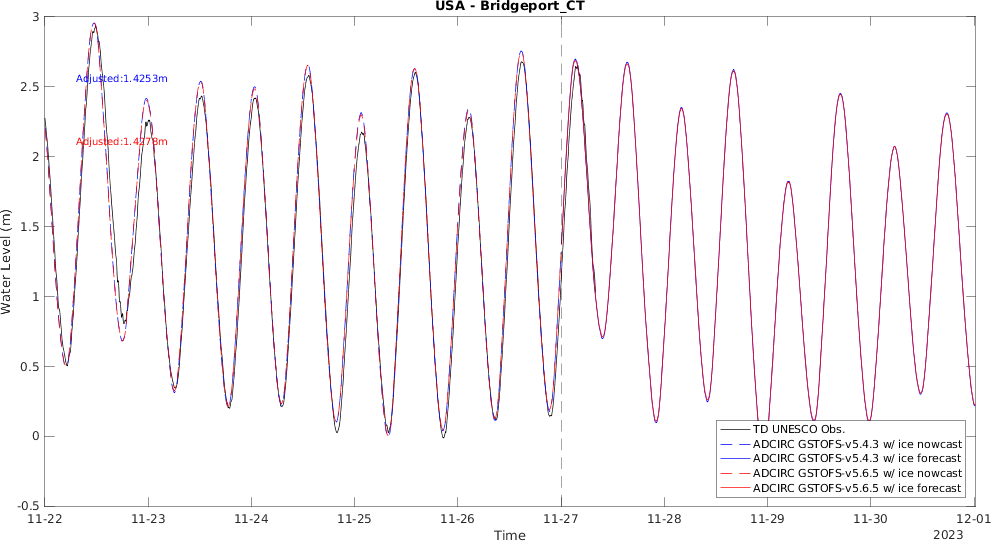 USA - Bridgeport_CT
3
2.5
2
1.5
1
0.5
0
-0.5
Water Level (m)
Adjusted:1.4253m
Adjusted:1.4278m
TD UNESCO Obs.
ADCIRC GSTOFS-v5.4.3 w/ ice nowcast
ADCIRC GSTOFS-v5.4.3 w/ ice forecast
ADCIRC GSTOFS-v5.6.5 w/ ice nowcast
ADCIRC GSTOFS-v5.6.5 w/ ice forecast
11-22 11-23 11-24 11-25 11-26 11-27 11-28 11-29 11-30 12-01
Time
2023